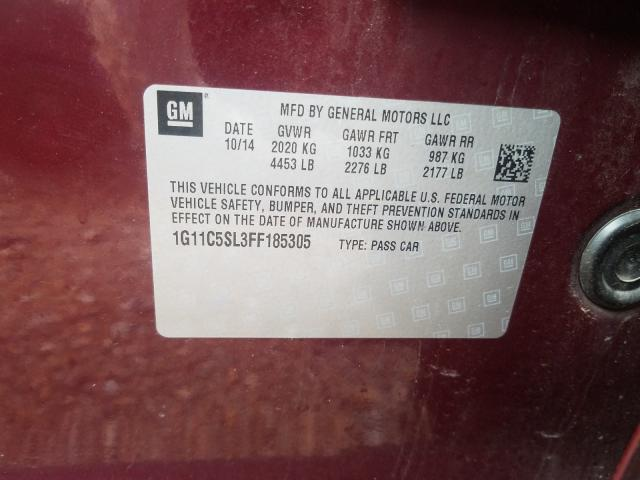 GM
MFD BY GENERAL MOTORS LLC
DATE GVWR GAWR FRT GAWR RR
10/14 2020 KG 1033 KG 987 KG
4453 LB 2276 LB 2177 LB
THIS VEHICLE CONFORMS TO ALL APPLICABLE U.S. FEDERAL MOTOR
VEHICLE SAFETY, BUMPER, AND THEFT PREVENTION STANDARDS IN
EFFECT ON THE DATE OF MANUFACTURE SHOWN ABOVE.
1G11C5SL3FF185305 TYPE: PASS CAR